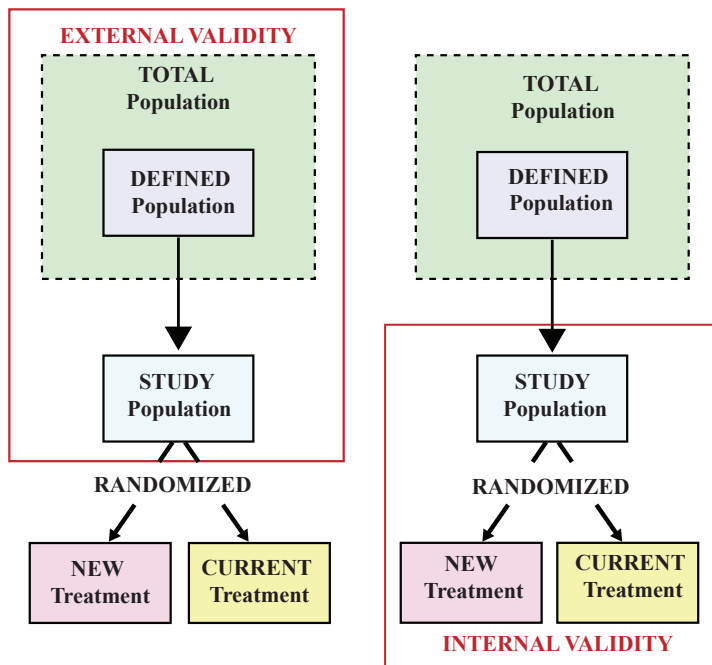 EXTERNAL VALIDITY
TOTAL
Population
DEFINED
Population
STUDY
Population
RANDOMIZED
NEW
Treatment
CURRENT
Treatment
TOTAL
Population
DEFINED
Population
STUDY
Population
RANDOMIZED
NEW
Treatment
CURRENT
Treatment
INTERNAL VALIDITY